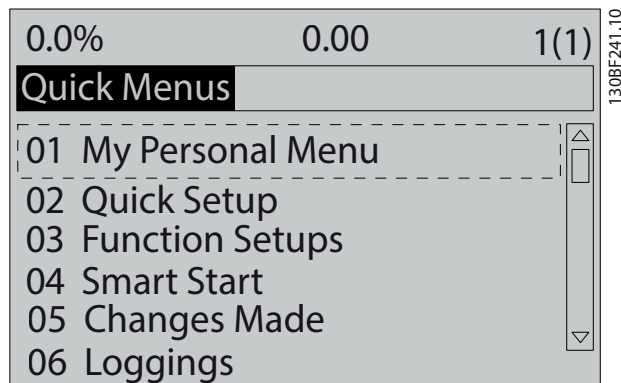 0.0% 0.00 1(1)
Quick Menus
01 My Personal Menu
02 Quick Setup
03 Function Setups
04 Smart Start
05 Changes Made
06 Loggings
130BF241.10